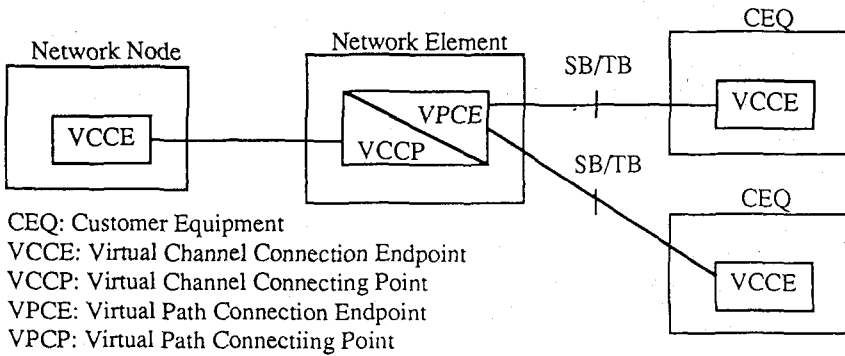 CEQ
Network Node
Network Element
SB/TB
VCCE
VPCE
VCCE
VCCP
SB/TB
CEQ
VCCE
CEQ: Customer Equipment
VCCE: Virtual Channel Connection Endpoint
VCCP: Virtual Channel Connecting Point
VPCE: Virtual Path Connection Endpoint
VPCP: Virtual Path Connectiing Point